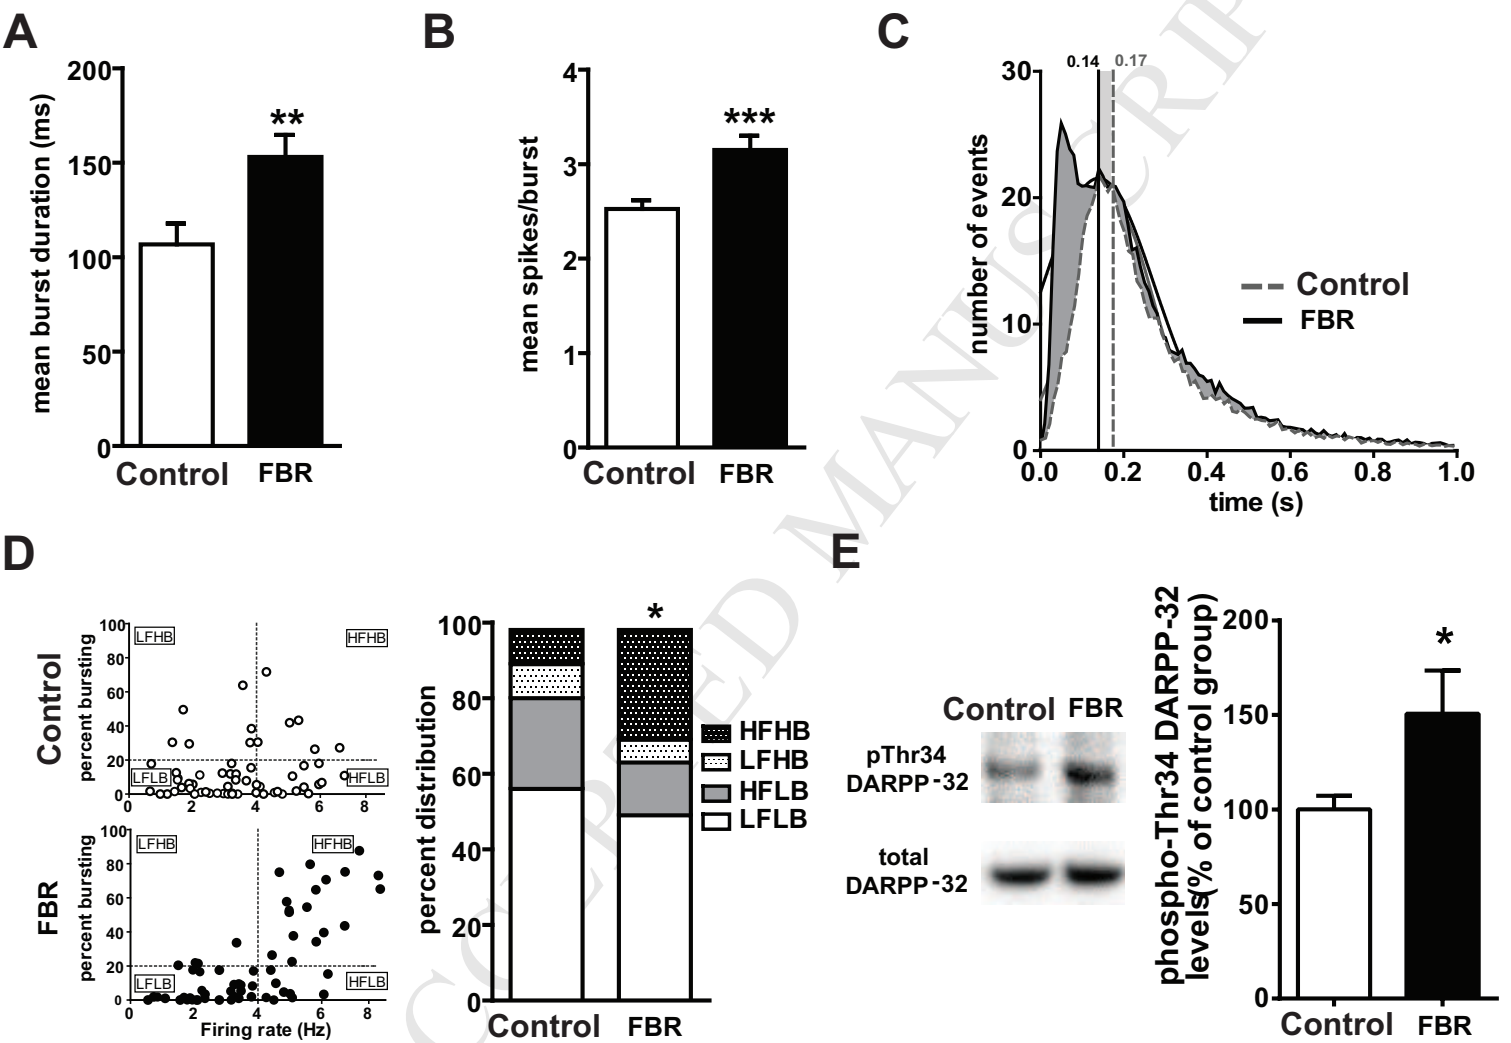 A
mean burst duration (ms)
200
150
100
50
0
**
Control
FBR
B
mean spikes/burst
4
3
2
1
0
***
Control
FBR
C
number of events
30
20
10
0
0.14
0.17
Control
FBR
0.0
0.2
0.4
0.6
0.8
1.0
time (s)
D
Control
percent bursting
100
80
60
40
20
0
LFHB
HFHB
LFLB
HFLB
0
2
4
6
8
FBR
percent bursting
100
80
60
40
20
0
LFHB
HFHB
LFLB
HFLB
0
2
4
6
8
Firing rate (Hz)
percent distribution
100
80
60
40
20
0
*
Control
FBR
HFHB
LFHB
HFLB
LFLB
E
Control
FBR
pThr34
DARPP-32
total
DARPP-32
phospho-Thr34 DARPP-32
levels(% of control group)
200
150
100
50
0
*
Control
FBR
CCEPTED MANUSCRIP